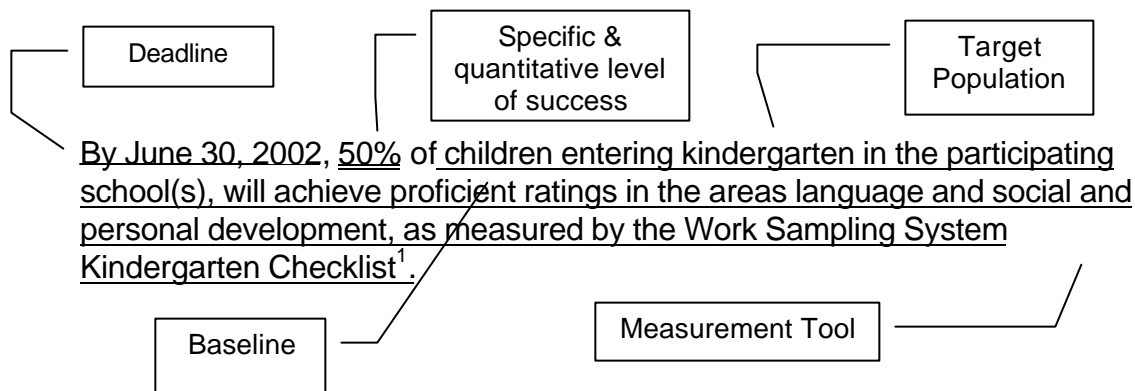 Deadline
Specific &
quantitative level
of success
Target
Population
By June 30, 2002, 50% of children entering kindergarten in the participating
school(s), will achieve proficient ratings in the areas language and social and
personal development, as measured by the Work Sampling System
Kindergarten Checklist¹.
Baseline
Measurement Tool